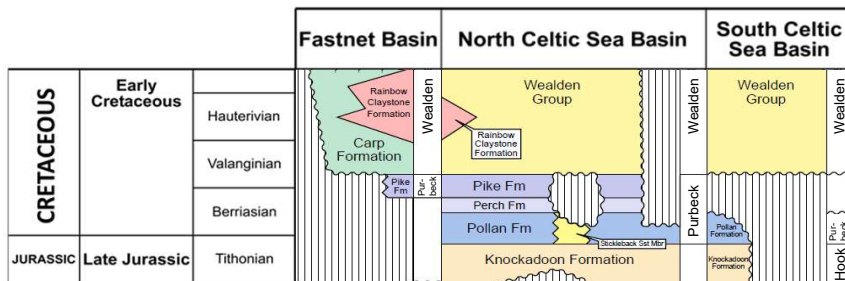 Fastnet Basin
North Celtic Sea Basin
South Celtic
Sea Basin
CRETACEOUS
Early
Cretaceous
Hauterivian
Valanginian
Berriasian
JURASSIC
Late Jurassic
Tithonian
Rainbow
Claystone
Formation
Carp
Formation
Pike
Fm
Wealden
Pur-
beck
Wealden
Group
Rainbow
Claystone
Formation
Pike Fm
Perch Fm
Pollan Fm
Stickleback Sst Mbr
Knockadoon Formation
Wealden
Purbeck
Wealden
Group
Pollan
Formation
Knockadoon
Formation
Wealden
Pur-
beck
Hook